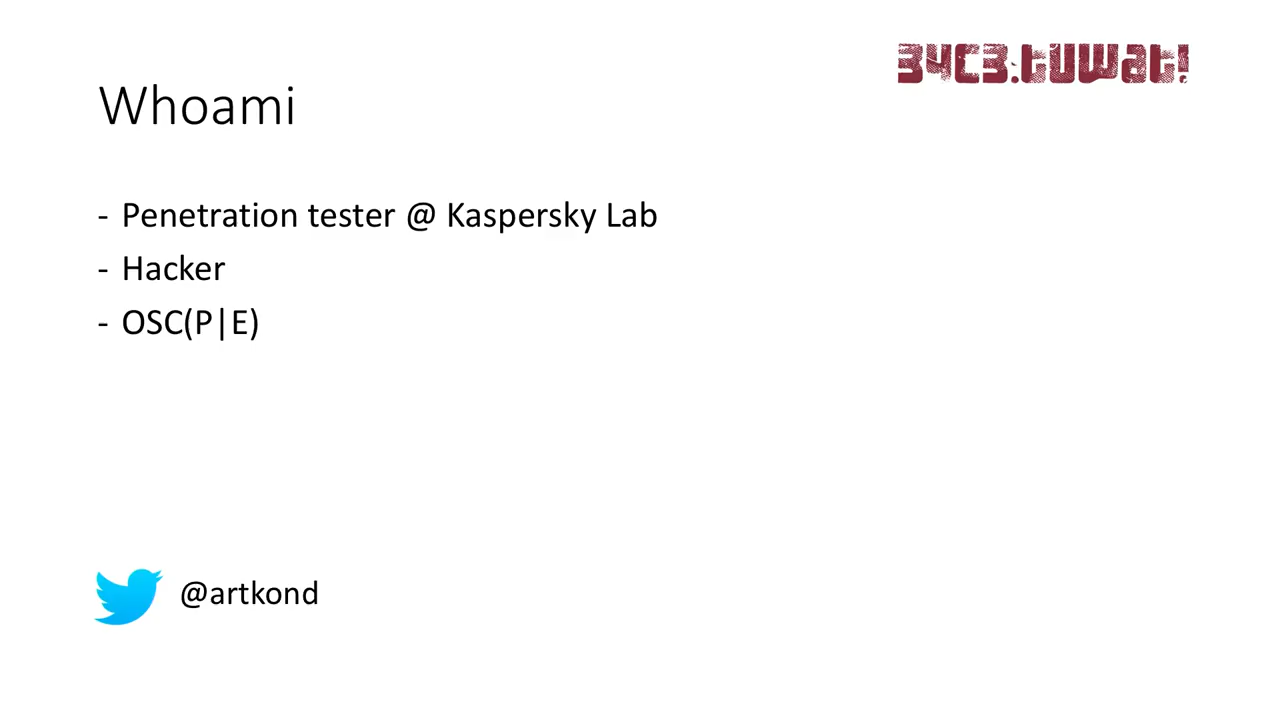 34C3.tuwat!
Whoami
- Penetration tester @ Kaspersky Lab
- Hacker
- OSC(P|E)
@artkond